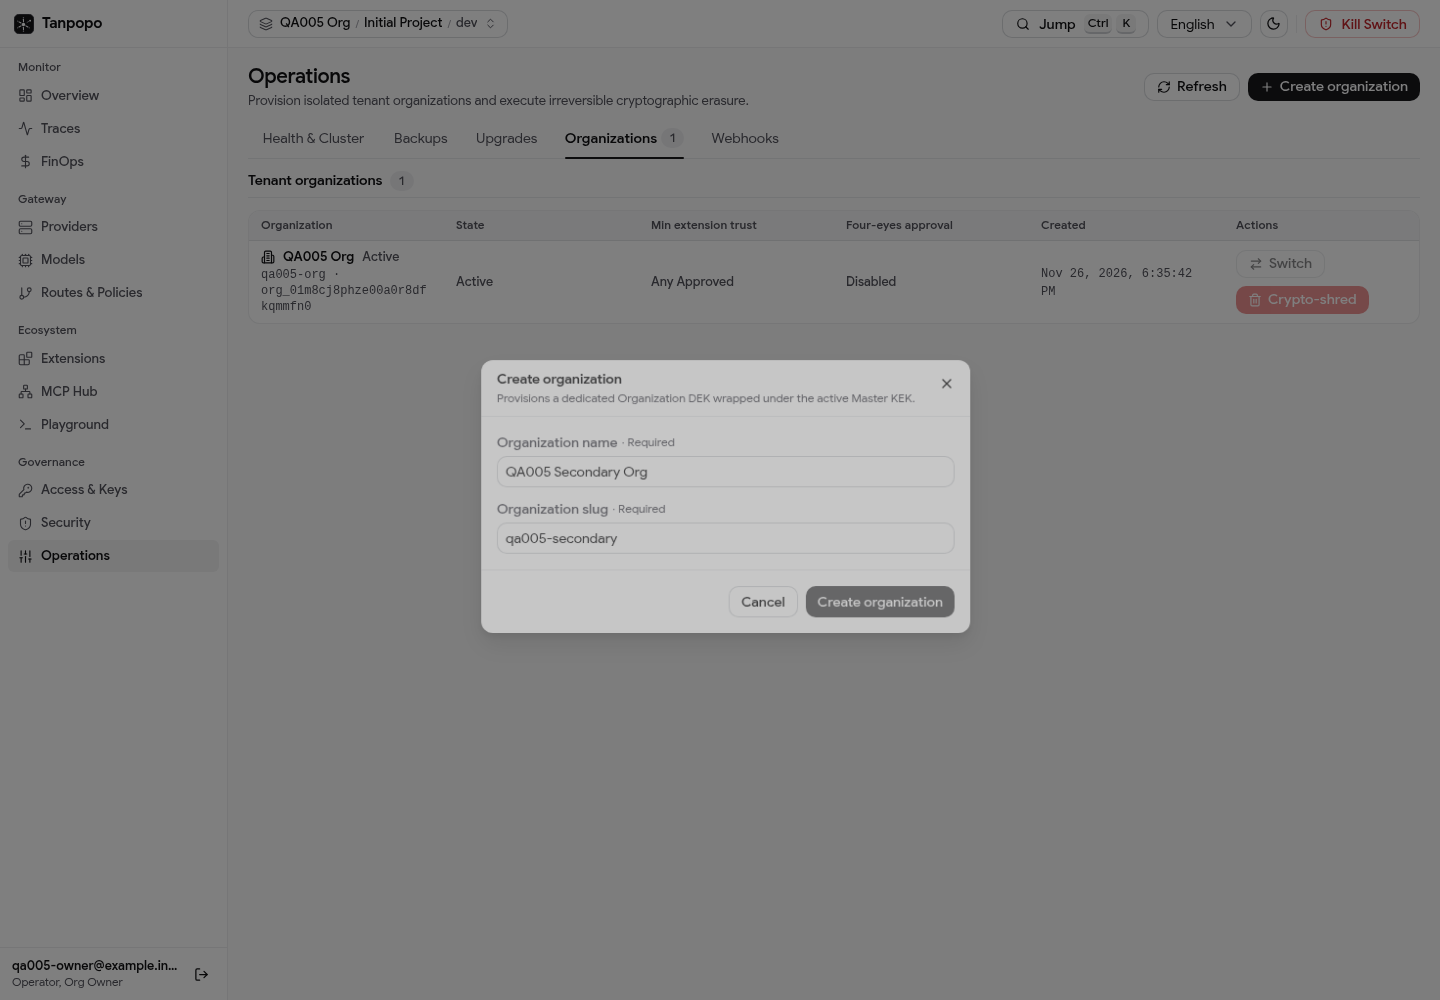 Tanpopo
QA005 Org / Initial Project / dev
Jump Ctrl K
English
Kill Switch
Monitor
Overview
Traces
FinOps
Gateway
Providers
Models
Routes & Policies
Ecosystem
Extensions
MCP Hub
Playground
Governance
Access & Keys
Security
Operations
qa005-owner@example.in...
Operator, Org Owner
Operations
Provision isolated tenant organizations and execute irreversible cryptographic erasure.
Refresh
Create organization
Health & Cluster Backups Upgrades Organizations 1 Webhooks
Tenant organizations 1
Organization State Min extension trust Four-eyes approval Created Actions
QA005 Org Active
qa005-org ·
org_01m8cj8phze00a0r8df
kqmmfn0
Active
Any Approved
Disabled
Nov 26, 2026, 6:35:42
PM
Switch
Crypto-shred
Create organization
Provisions a dedicated Organization DEK wrapped under the active Master KEK.
Organization name · Required
QA005 Secondary Org
Organization slug · Required
qa005-secondary
Cancel
Create organization